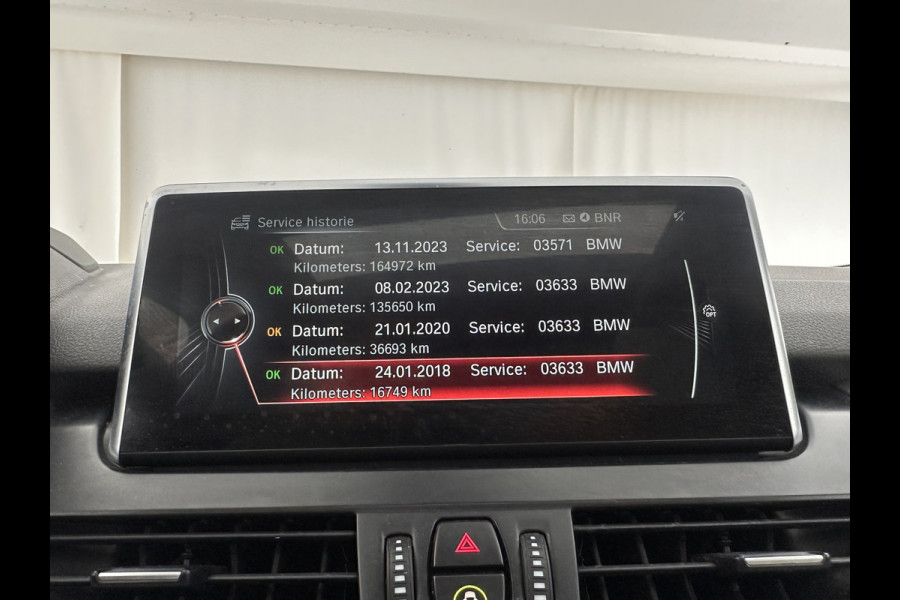 Service historie 16:06 BNR
OK Datum: 13.11.2023 Service: 03571 BMW
Kilometers: 164972 km
OK Datum: 08.02.2023 Service: 03633 BMW
Kilometers: 135650 km
OK Datum: 21.01.2020 Service: 03633 BMW
Kilometers: 36693 km
OK Datum: 24.01.2018 Service: 03633 BMW
Kilometers: 16749 km
OPT